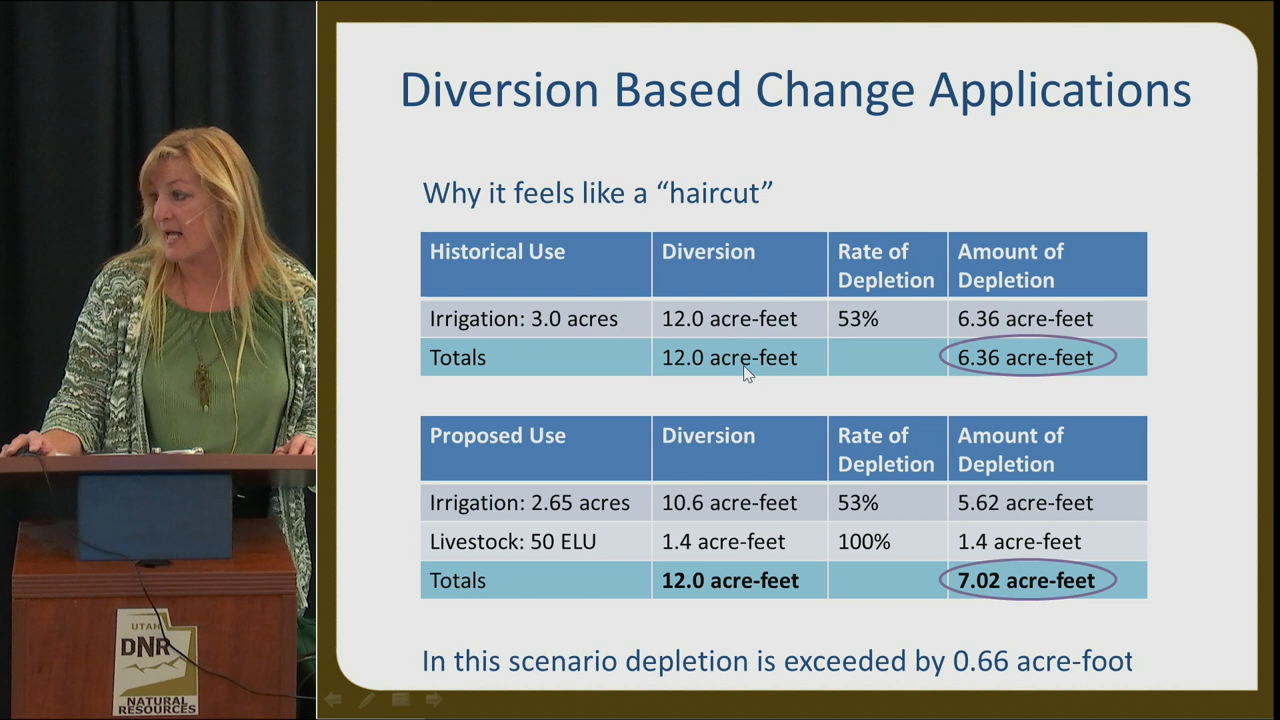 Diversion Based Change Applications
Why it feels like a “haircut”
Historical Use Diversion Rate of Depletion Amount of Depletion
Irrigation: 3.0 acres 12.0 acre-feet 53% 6.36 acre-feet
Totals 12.0 acre-feet 6.36 acre-feet
Proposed Use Diversion Rate of Depletion Amount of Depletion
Irrigation: 2.65 acres 10.6 acre-feet 53% 5.62 acre-feet
Livestock: 50 ELU 1.4 acre-feet 100% 1.4 acre-feet
Totals 12.0 acre-feet 7.02 acre-feet
In this scenario depletion is exceeded by 0.66 acre-foot
UTAH
DNR
NATURAL
RESOURCES